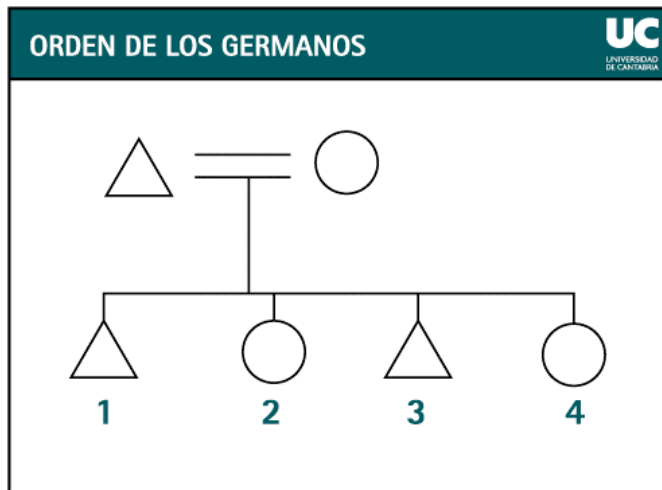 ORDEN DE LOS GERMANOS
UC
UNIVERSIDAD
DE CANTABRIA
1 2 3 4